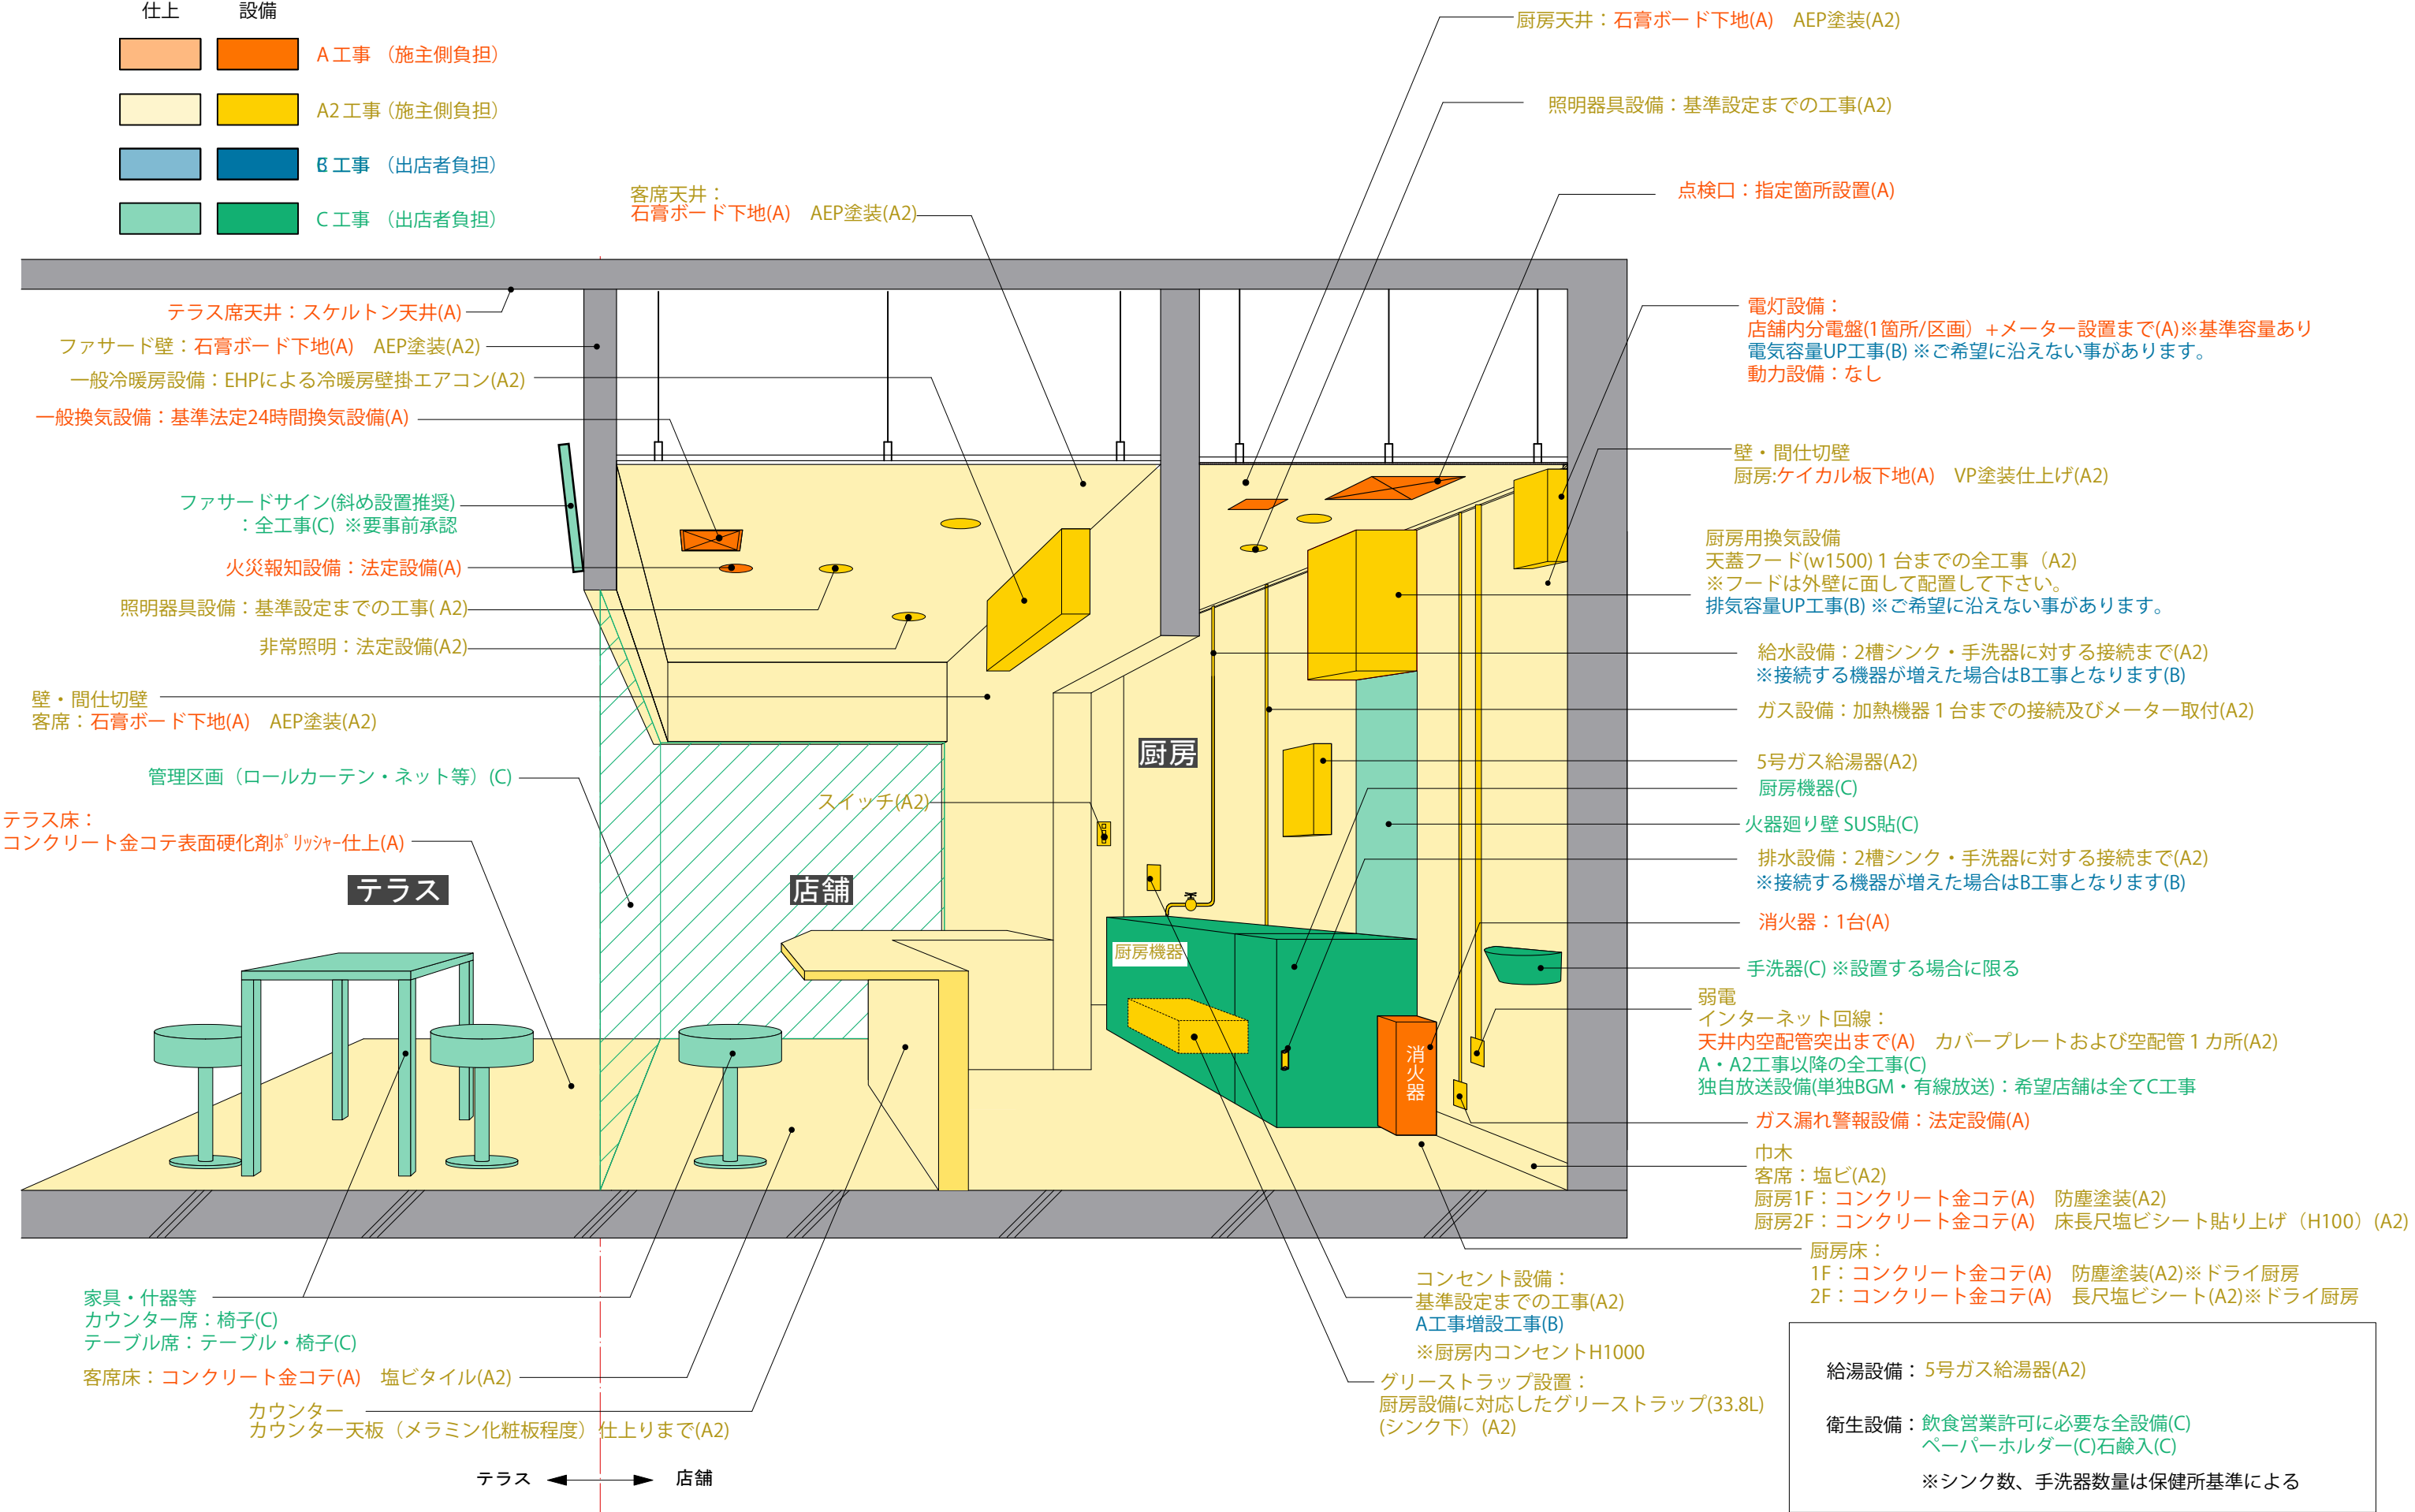 仕上　設備
A 工事 （施主側負担）
A2 工事 （施主側負担）
工事 （出店者負担）
C 工事 （出店者負担）
厨房天井：石膏ボード下地(A)　AEP塗装(A2)
照明器具設備：基準設定までの工事(A2)
点検口：指定箇所設置(A)
客席天井：
石膏ボード下地(A)　AEP塗装(A2)
テラス席天井：スケルトン天井(A)
ファサード壁：石膏ボード下地(A)　AEP塗装(A2)
一般冷暖房設備：EHPによる冷暖房壁掛エアコン(A2)
一般換気設備：基準法定24時間換気設備(A)
ファサードサイン(斜め設置推奨)
：全工事(C) ※要事前承認
火災報知設備：法定設備(A)
照明器具設備：基準設定までの工事( A2)
非常照明：法定設備(A2)
壁・間仕切壁
客席：石膏ボード下地(A)　AEP塗装(A2)
管理区画（ロールカーテン・ネット等）(C)
テラス床：
コンクリート金コテ表面硬化剤ﾎﾟﾘｯｼｬｰ仕上(A)
スイッチ(A2)
テラス
店舗
厨房
厨房機器
消火器
電灯設備：
店舗内分電盤(1箇所/区画）+メーター設置まで(A)※基準容量あり
電気容量UP工事(B) ※ご希望に沿えない事があります。
動力設備：なし
壁・間仕切壁
厨房:ケイカル板下地(A)　VP塗装仕上げ(A2)
厨房用換気設備
天蓋フード(w1500) 1 台までの全工事（A2)
※フードは外壁に面して配置して下さい。
排気容量UP工事(B) ※ご希望に沿えない事があります。
給水設備：2槽シンク・手洗器に対する接続まで(A2)
※接続する機器が増えた場合はB工事となります(B)
ガス設備：加熱機器 1 台までの接続及びメーター取付(A2)
5号ガス給湯器(A2)
厨房機器(C)
火器廻り壁 SUS貼(C)
排水設備：2槽シンク・手洗器に対する接続まで(A2)
※接続する機器が増えた場合はB工事となります(B)
消火器：1台(A)
手洗器(C) ※設置する場合に限る
弱電
インターネット回線：
天井内空配管突出まで(A)　カバープレートおよび空配管 1 カ所(A2)
A・A2工事以降の全工事(C)
独自放送設備(単独BGM・有線放送)：希望店舗は全てC工事
ガス漏れ警報設備：法定設備(A)
巾木
客席：塩ビ(A2)
厨房1F：コンクリート金コテ(A)　防塵塗装(A2)
厨房2F：コンクリート金コテ(A)　床長尺塩ビシート貼り上げ（H100）(A2)
厨房床：
1F：コンクリート金コテ(A)　防塵塗装(A2)※ドライ厨房
2F：コンクリート金コテ(A)　長尺塩ビシート(A2)※ドライ厨房
家具・什器等
カウンター席：椅子(C)
テーブル席：テーブル・椅子(C)
客席床：コンクリート金コテ(A)　塩ビタイル(A2)
カウンター
カウンター天板（メラミン化粧板程度）仕上りまで(A2)
コンセント設備：
基準設定までの工事(A2)
A工事増設工事(B)
※厨房内コンセントH1000
グリーストラップ設置：
厨房設備に対応したグリーストラップ(33.8L)
(シンク下）(A2)
テラス　店舗
給湯設備：5号ガス給湯器(A2)
衛生設備：飲食営業許可に必要な全設備(C)
ペーパーホルダー(C)石鹸入(C)
※シンク数、手洗器数量は保健所基準による